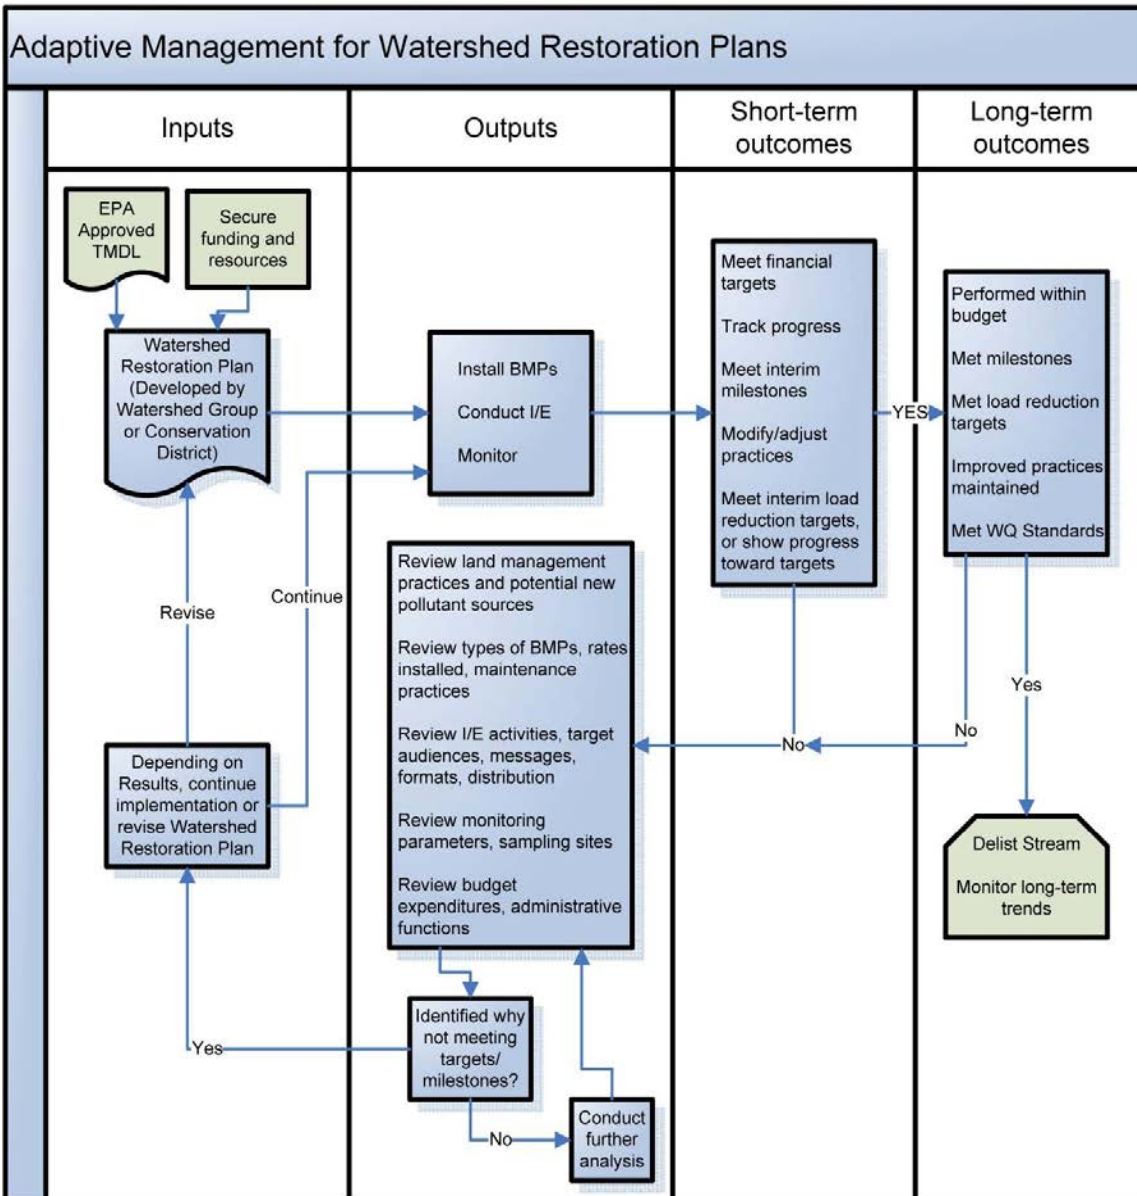 Adaptive Management for Watershed Restoration Plans
Inputs
Outputs
Short-term
outcomes
Long-term
outcomes
EPA
Approved
TMDL
Secure
funding and
resources
Watershed
Restoration Plan
(Developed by
Watershed Group
or Conservation
District)
Install BMPs
Conduct I/E
Monitor
Meet financial
targets
Track progress
Meet interim
milestones
Modify/adjust
practices
Meet interim load
reduction targets,
or show progress
toward targets
YES
Performed within
budget
Met milestones
Met load reduction
targets
Improved practices
maintained
Met WQ Standards
Revise
Continue
Review land management
practices and potential new
pollutant sources
Review types of BMPs, rates
installed, maintenance
practices
Review I/E activities, target
audiences, messages,
formats, distribution
Review monitoring
parameters, sampling sites
Review budget
expenditures, administrative
functions
No
No
Yes
Depending on
Results, continue
implementation or
revise Watershed
Restoration Plan
Delist Stream
Monitor long-term
trends
Identified why
not meeting
targets/
milestones?
Yes
No
Conduct
further
analysis